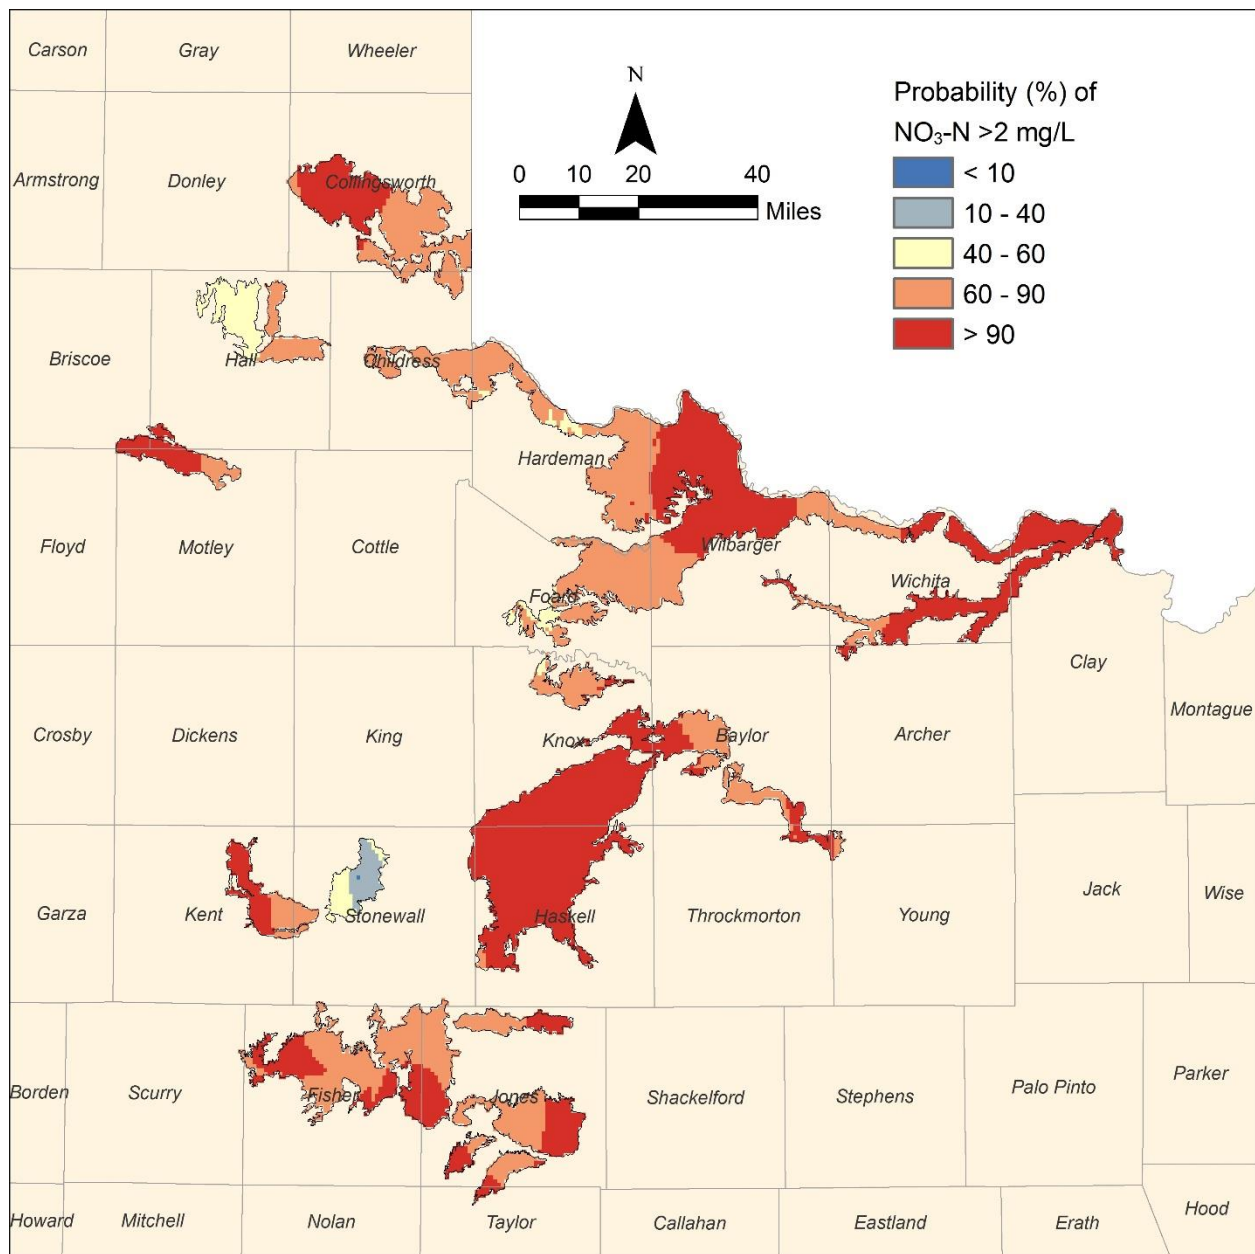 Carson Gray Wheeler
N
Probability (%) of
NO₃-N >2 mg/L
< 10
10 - 40
40 - 60
60 - 90
> 90
0 10 20 40
Miles
Armstrong Donley Collingsworth
Briscoe Hall Childress
Hardeman
Floyd Motley Cottle Wilbarger
Foard Wichita
Clay
Montague
Crosby Dickens King Knox Baylor Archer
Garza Kent Stonewall Haskell Throckmorton Young Jack Wise
Borden Scurry Fisher Jones Shackelford Stephens Palo Pinto Parker
Howard Mitchell Nolan Taylor Callahan Eastland Erath Hood